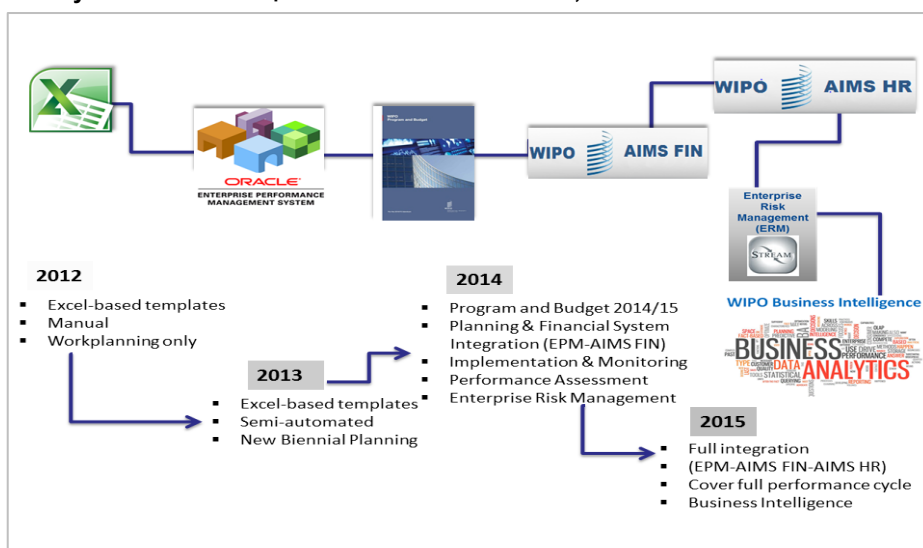 WIPO AIMS HR
WIPO
Program and Budget
WIPO AIMS FIN
ORACLE
ENTERPRISE PERFORMANCE
MANAGEMENT SYSTEM
Enterprise
Risk
Management
(ERM)
STREAM
2012
▪ Excel-based templates
▪ Manual
▪ Workplanning only
2013
▪ Excel-based templates
▪ Semi-automated
▪ New Biennial Planning
2014
▪ Program and Budget 2014/15
▪ Planning & Financial System
Integration (EPM-AIMS FIN)
▪ Implementation & Monitoring
▪ Performance Assessment
▪ Enterprise Risk Management
WIPO Business Intelligence
BUSINESS
DATA ANALYTICS
2015
▪ Full integration
▪ (EPM-AIMS FIN-AIMS HR)
▪ Cover full performance cycle
▪ Business Intelligence